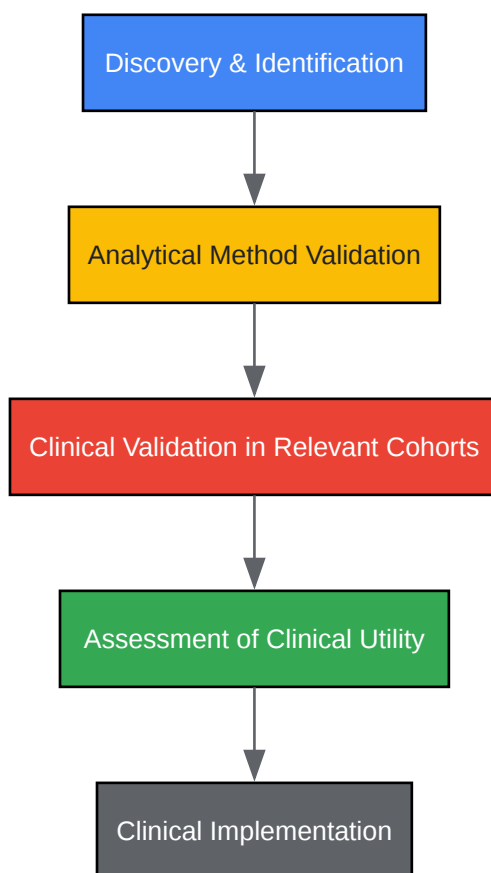 Discovery & Identification
Analytical Method Validation
Clinical Validation in Relevant Cohorts
Assessment of Clinical Utility
Clinical Implementation